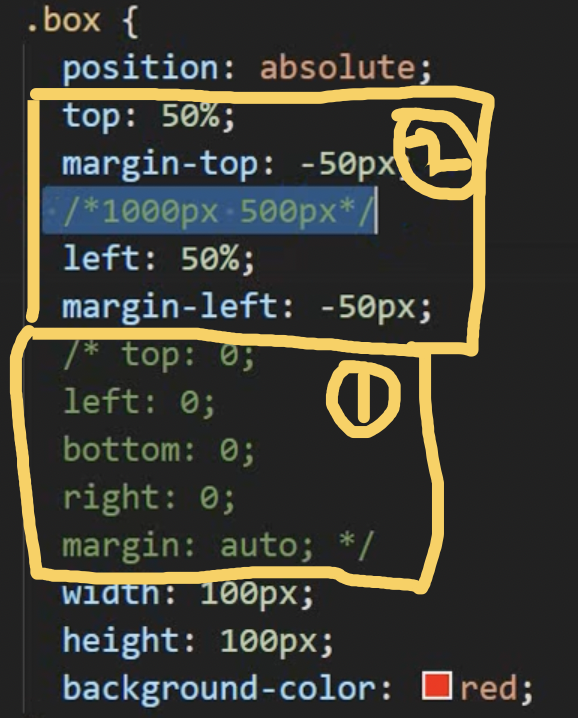 .box {
position: absolute;
top: 50%;
margin-top: -50px;
2
/*1000px 500px*/
left: 50%;
margin-left: -50px;
/* top: 0;
1
left: 0;
bottom: 0;
right: 0;
margin: auto; */
width: 100px;
height: 100px;
background-color: red;